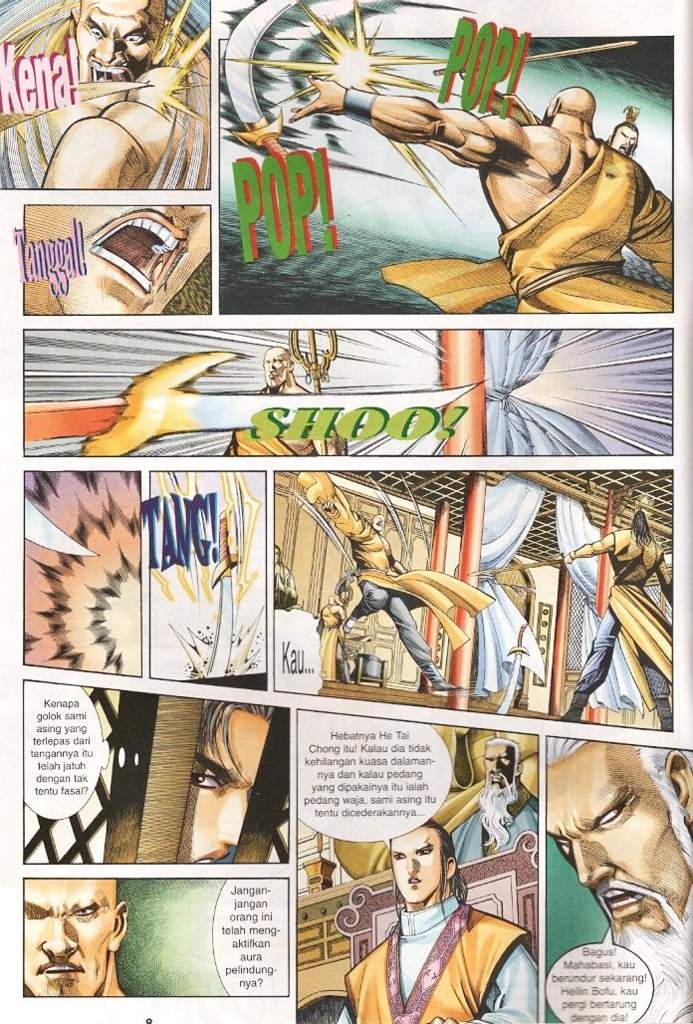 Kena!
POP!
POP!
Tanggal!
SHOO!
TANG!
Kau...
Kenapa
golok sami
asing yang
terlepas dari
tangannya itu
telah jatuh
dengan tak
tentu fasal?
Hebatnya He Tai
Chong itu! Kalau dia tidak
kehilangan kuasa dalaman-
nya dan kalau pedang
yang dipakainya itu ialah
pedang waja, sami asing itu
tentu dicederakannya...
Jangan-
jangan
orang ini
telah meng-
aktifkan
aura
pelindung-
nya?
Bagus!
Mahabasi, kau
berundur sekarang!
Heilin Bofu, kau
pergi bertarung
dengan dia!
8